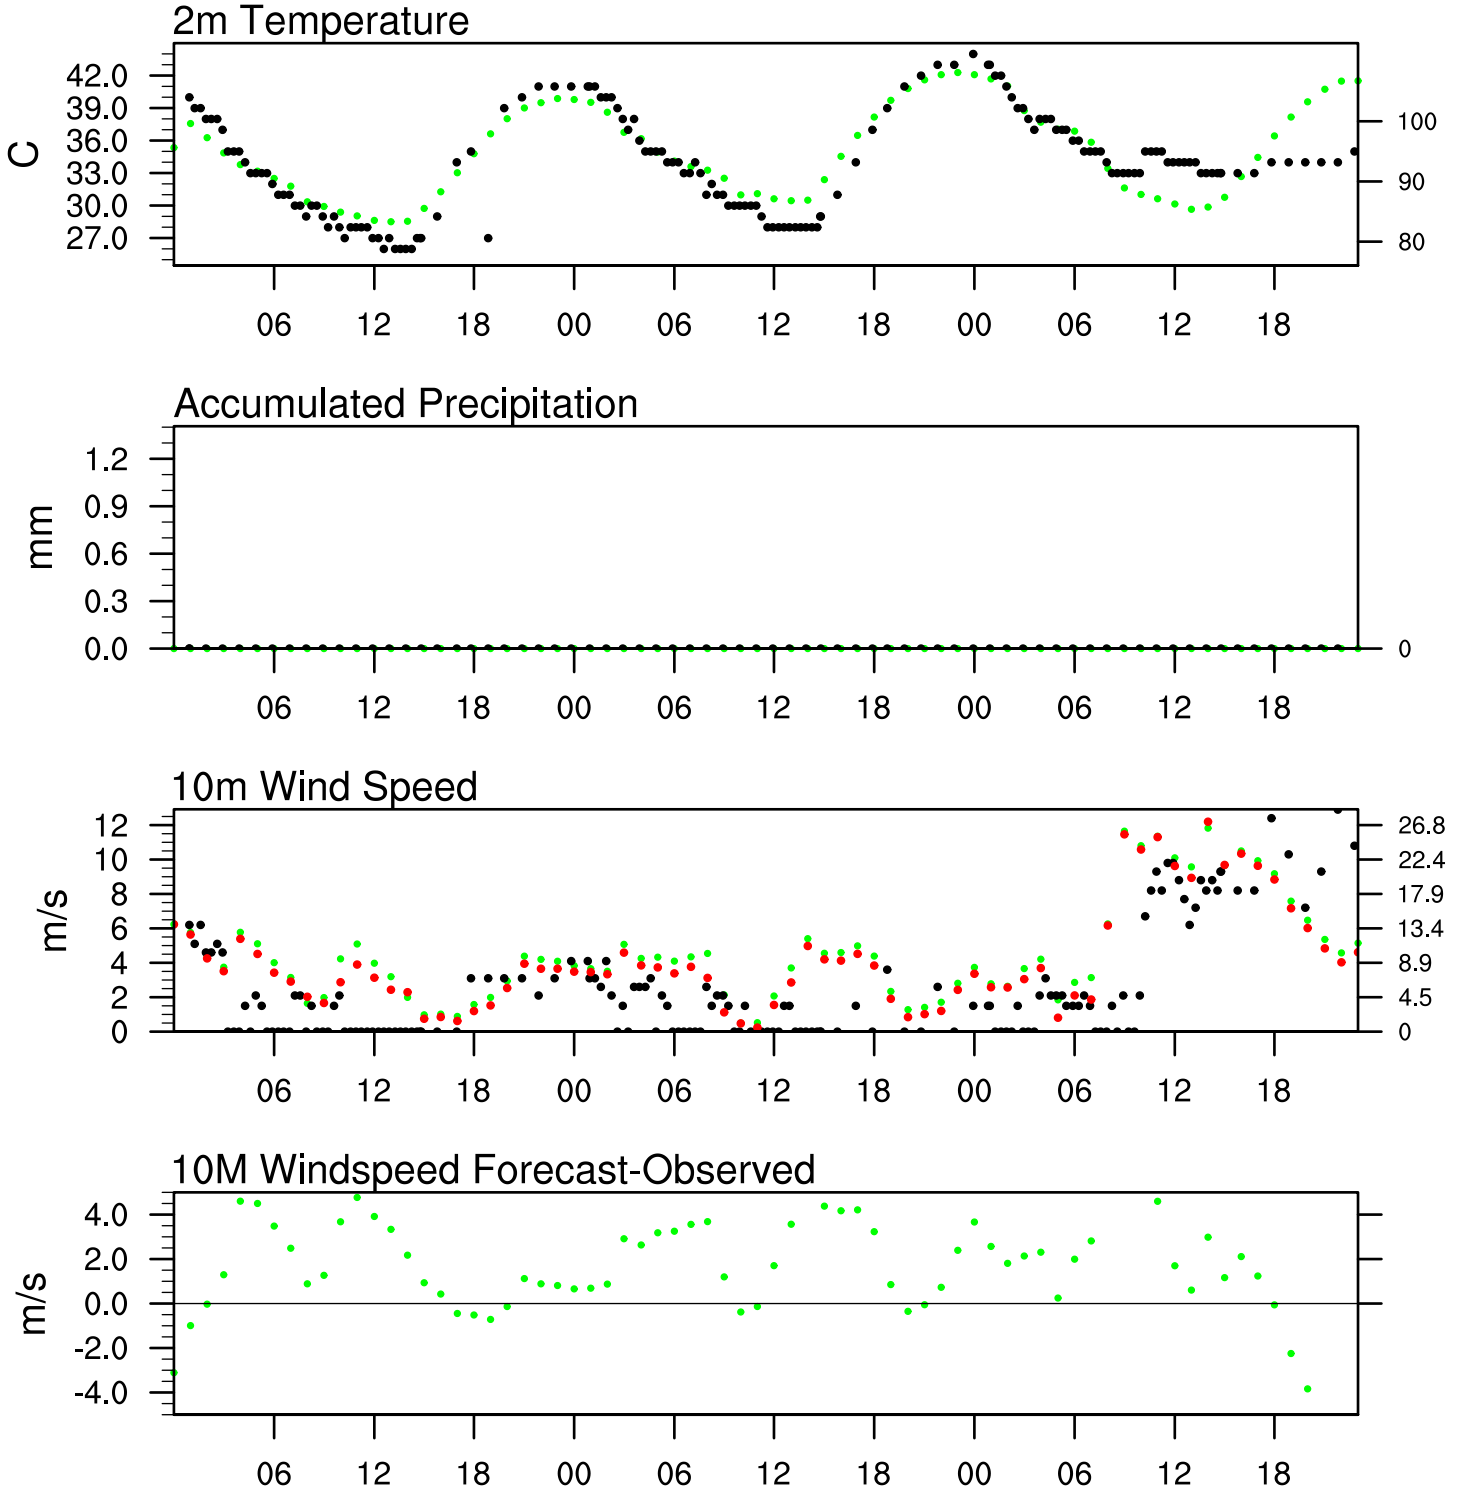 2m Temperature
C
42.0
39.0
36.0
33.0
30.0
27.0
100
90
80
06 12 18 00 06 12 18 00 06 12 18
Accumulated Precipitation
mm
1.2
0.9
0.6
0.3
0.0
0
06 12 18 00 06 12 18 00 06 12 18
10m Wind Speed
m/s
12
10
8
6
4
2
0
26.8
22.4
17.9
13.4
8.9
4.5
0
06 12 18 00 06 12 18 00 06 12 18
10M Windspeed Forecast-Observed
m/s
4.0
2.0
0.0
-2.0
-4.0
06 12 18 00 06 12 18 00 06 12 18